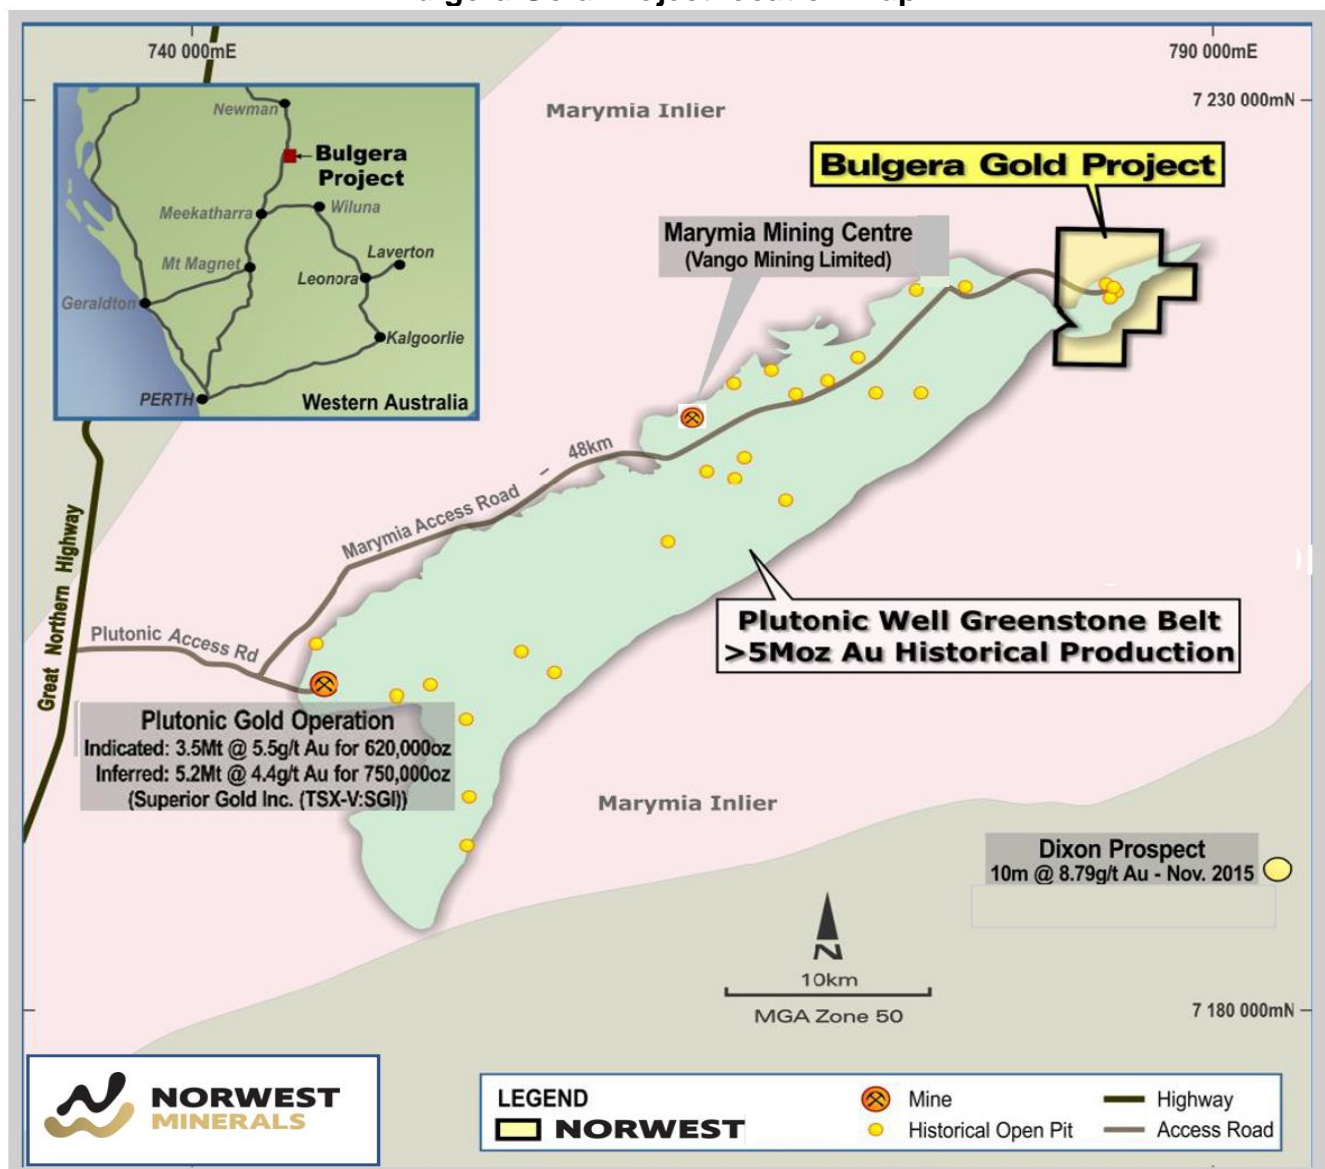 740 000mE
790 000mE
7 230 000mN
Marymia Inlier
Newman
Bulgera
Project
Meekatharra
Wiluna
Mt Magnet
Laverton
Leonora
Geraldton
Kalgoorlie
PERTH
Western Australia
Bulgera Gold Project
Marymia Mining Centre
(Vango Mining Limited)
Marymia Access Road – 48km
Great Northern Highway
Plutonic Access Rd
Plutonic Well Greenstone Belt
>5Moz Au Historical Production
Plutonic Gold Operation
Indicated: 3.5Mt @ 5.5g/t Au for 620,000oz
Inferred: 5.2Mt @ 4.4g/t Au for 750,000oz
(Superior Gold Inc. (TSX-V:SGI))
Marymia Inlier
Dixon Prospect
10m @ 8.79g/t Au - Nov. 2015
N
10km
MGA Zone 50
7 180 000mN
NORWEST
MINERALS
LEGEND
NORWEST
Mine
Historical Open Pit
Highway
Access Road